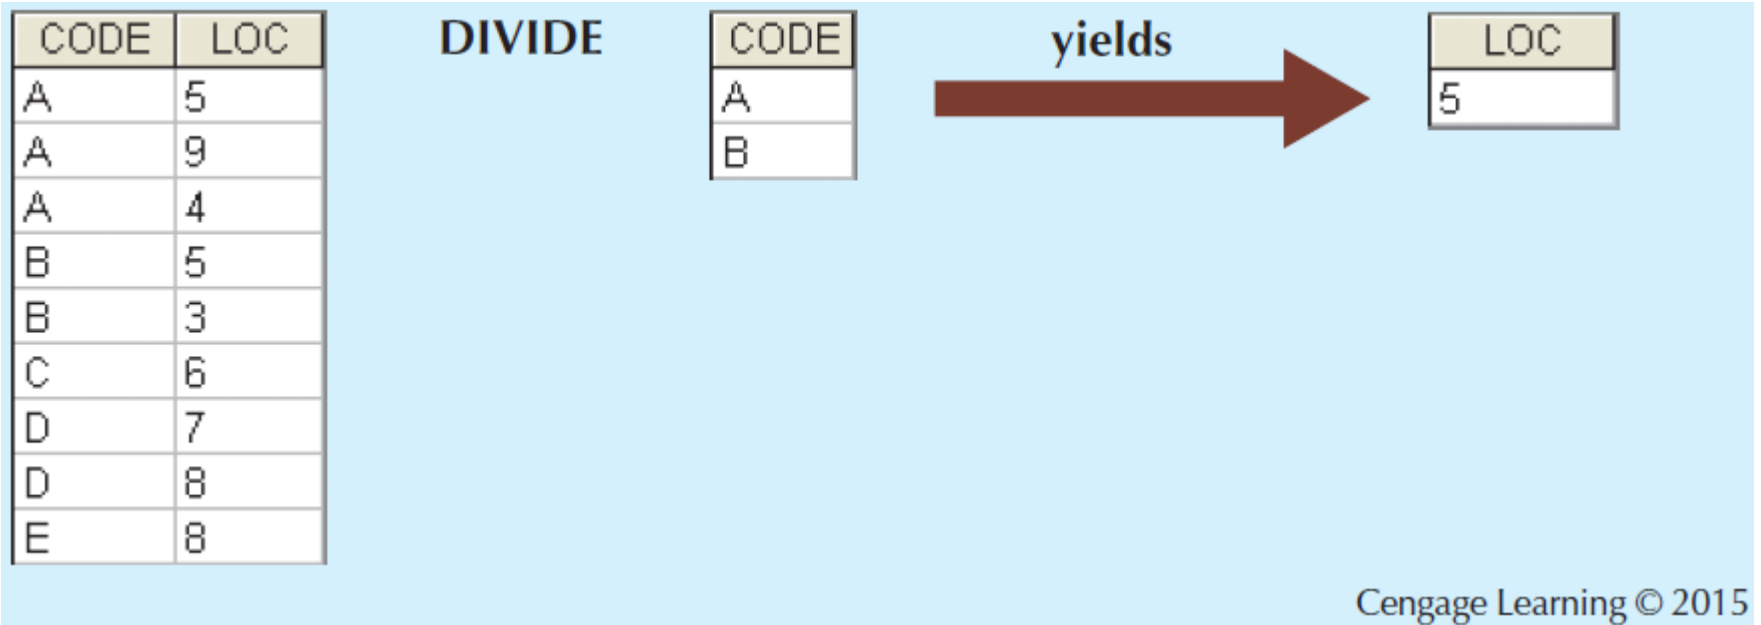 CODE LOC DIVIDE CODE yields LOC
A 5 A 5
A 9 B
A 4
B 5
B 3
C 6
D 7
D 8
E 8
Cengage Learning © 2015